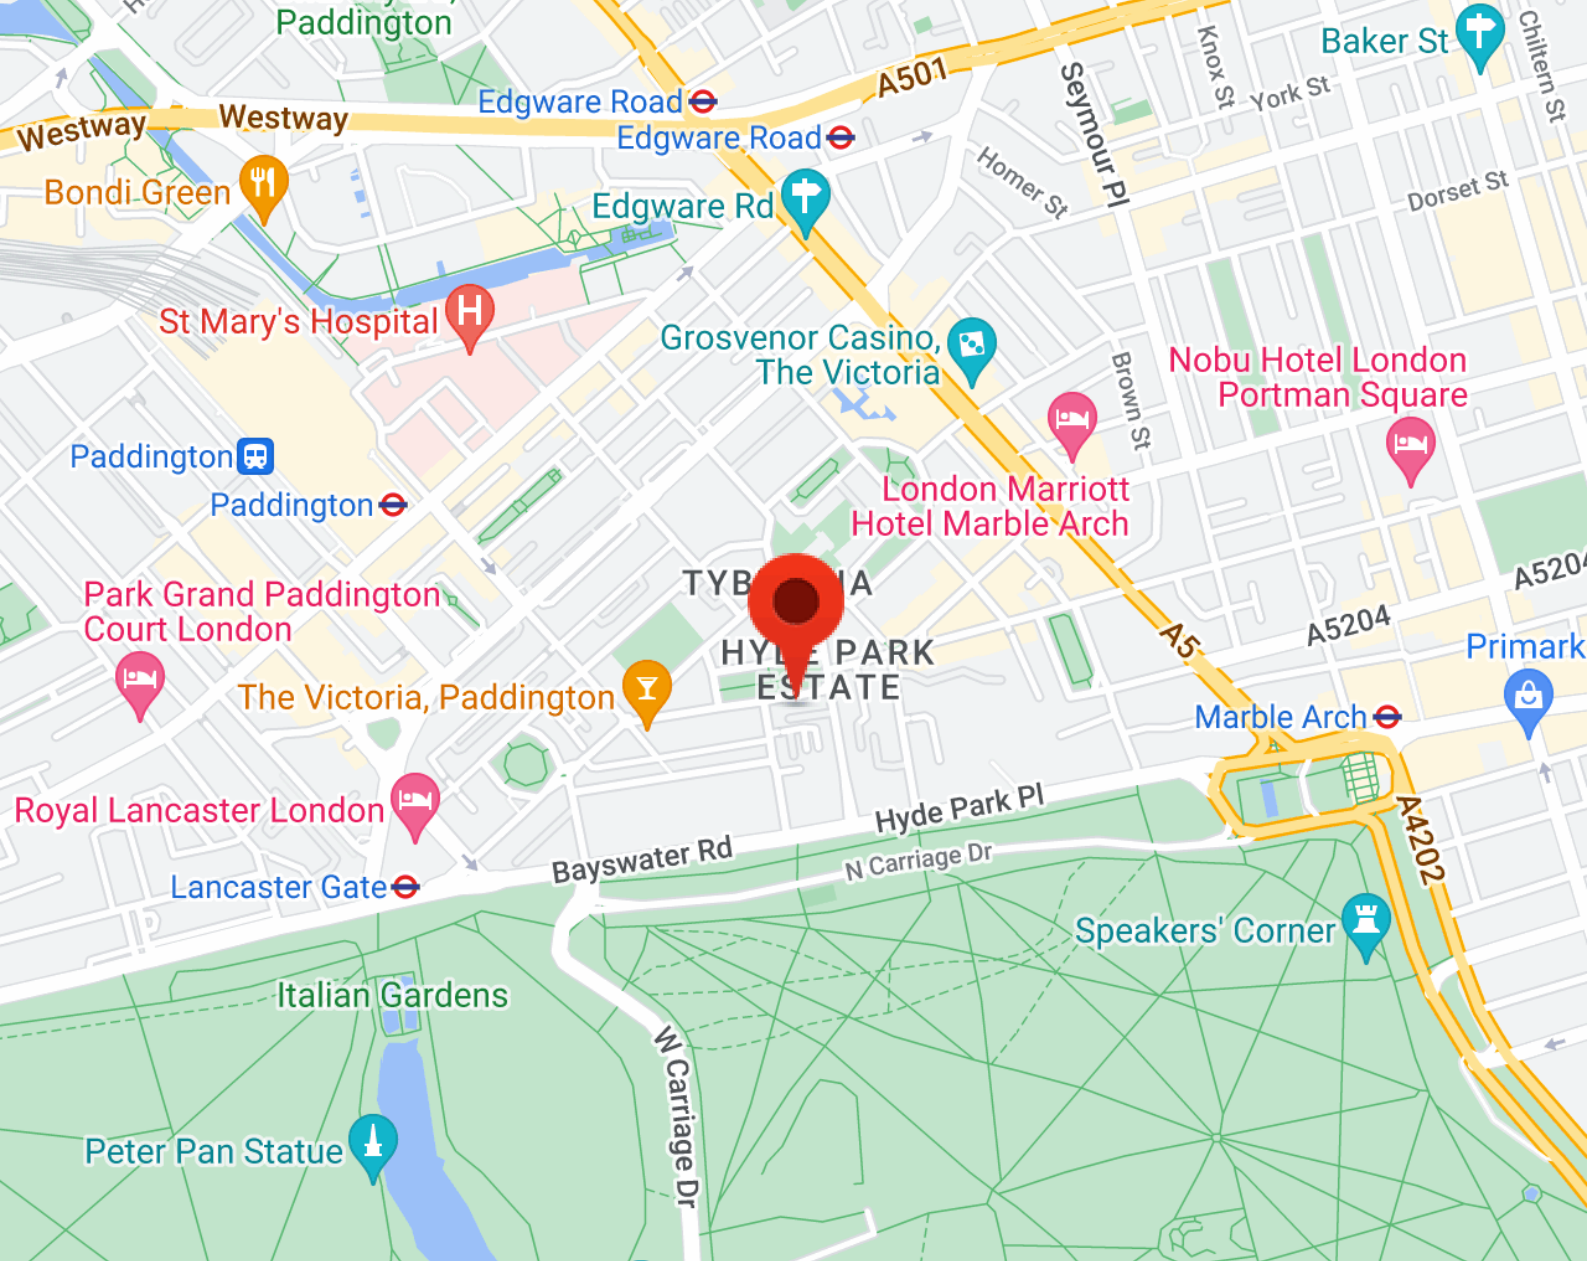 Paddington
Baker St
Chiltern St
Knox St
York St
A501
Seymour Pl
Edgware Road
Edgware Road
Westway
Westway
Homer St
Dorset St
Bondi Green
Edgware Rd
St Mary's Hospital
Grosvenor Casino,
The Victoria
Brown St
Nobu Hotel London
Portman Square
Paddington
Paddington
London Marriott
Hotel Marble Arch
A5204
A5204
Park Grand Paddington
Court London
HYDE PARK
ESTATE
A5
Primark
The Victoria, Paddington
Marble Arch
Royal Lancaster London
Hyde Park Pl
Bayswater Rd
N Carriage Dr
A4202
Lancaster Gate
Speakers' Corner
Italian Gardens
W Carriage Dr
Peter Pan Statue